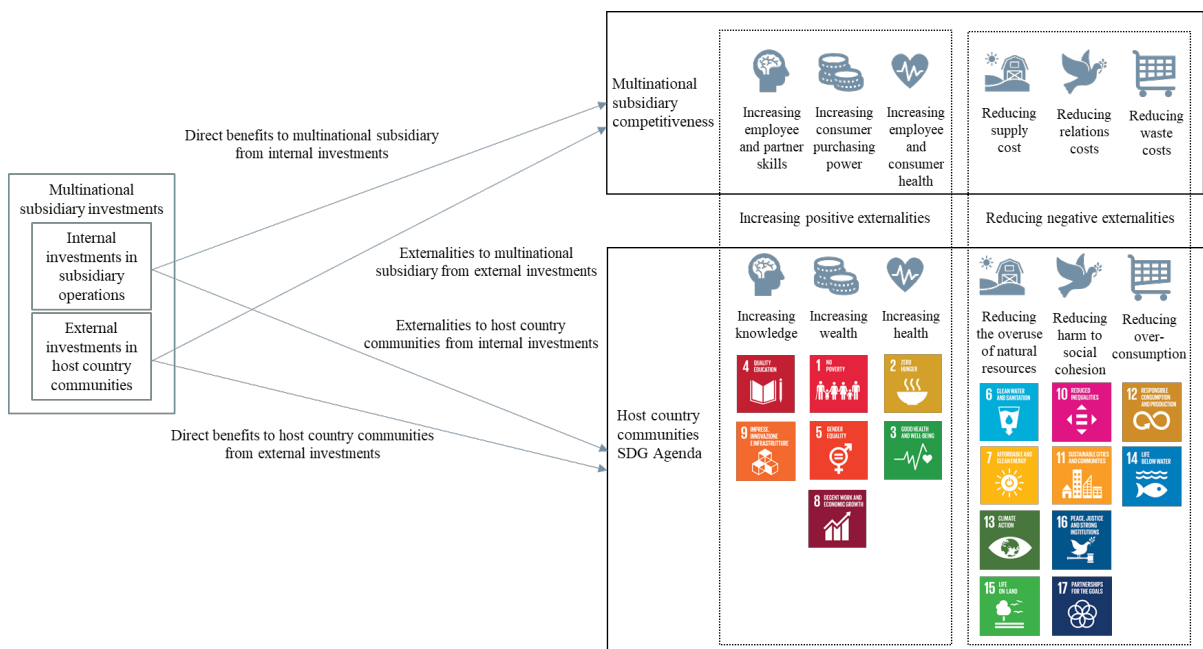 Multinational
subsidiary investments
Internal
investments in
subsidiary
operations
External
investments in
host country
communities
Direct benefits to multinational subsidiary
from internal investments
Externalities to multinational
subsidiary from external investments
Externalities to host country
communities from internal investments
Direct benefits to host country communities
from external investments
Multinational
subsidiary
competitiveness
Increasing
employee
and partner
skills
Increasing
consumer
purchasing
power
Increasing
employee
and
consumer
health
Reducing
supply
cost
Reducing
relations
costs
Reducing
waste
costs
Increasing positive externalities
Reducing negative externalities
Host country
communities
SDG Agenda
Increasing
knowledge
4 QUALITY
EDUCATION
9 IMPRESE,
INNOVAZIONE
E INFRASTRUTTURE
Increasing
wealth
1 NO
POVERTY
5 GENDER
EQUALITY
8 DECENT WORK AND
ECONOMIC GROWTH
Increasing
health
2 ZERO
HUNGER
3 GOOD HEALTH
AND WELL-BEING
Reducing
the overuse
of natural
resources
6 CLEAN WATER
AND SANITATION
7 AFFORDABLE AND
CLEAN ENERGY
13 CLIMATE
ACTION
15 LIFE
ON LAND
Reducing
harm to
social
cohesion
10 REDUCED
INEQUALITIES
11 SUSTAINABLE CITIES
AND COMMUNITIES
16 PEACE, JUSTICE
AND STRONG
INSTITUTIONS
17 PARTNERSHIPS
FOR THE GOALS
Reducing
over-
consumption
12 RESPONSIBLE
CONSUMPTION
AND PRODUCTION
14 LIFE
BELOW WATER